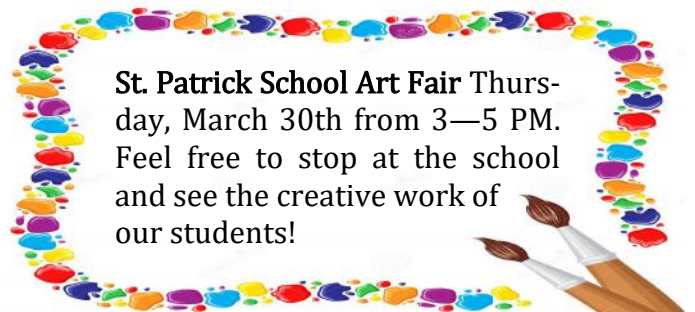 St. Patrick School Art Fair Thurs-
day, March 30th from 3—5 PM.
Feel free to stop at the school
and see the creative work of
our students!